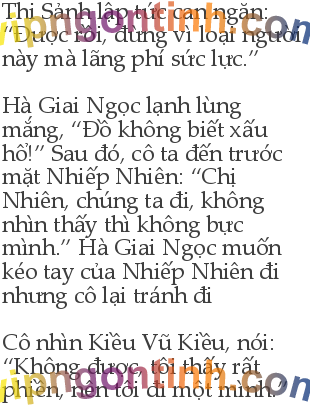 Thi Sảnh lập tức can ngăn:
“Được rồi, đừng vì loại người
này mà lãng phí sức lực.”
Hà Giai Ngọc lạnh lùng
mắng, “Đồ không biết xấu
hổ!” Sau đó, cô ta đến trước
mặt Nhiếp Nhiên: “Chị
Nhiên, chúng ta đi, không
nhìn thấy thì không bực
mình.” Hà Giai Ngọc muốn
kéo tay của Nhiếp Nhiên đi
nhưng cô lại tránh đi
Cô nhìn Kiều Vũ Kiều, nói:
“Không được, tôi thấy rất
phiền, nên tôi đi một mình.”
vipngontinh.com
vipngontinh.com